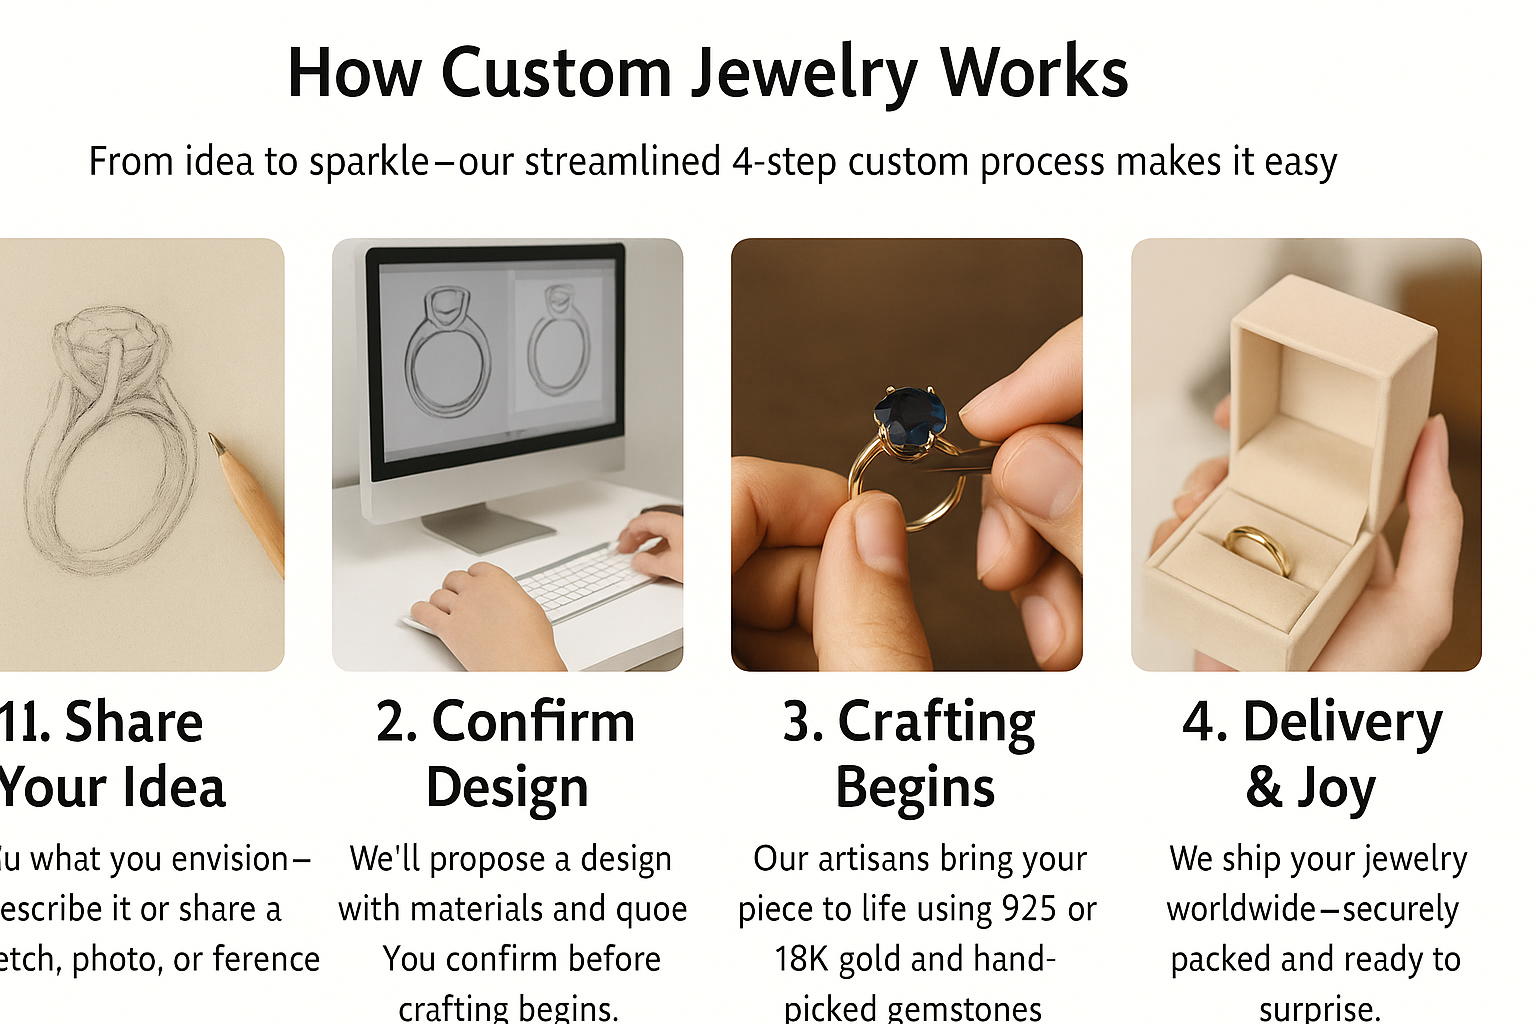 How Custom Jewelry Works
From idea to sparkle–our streamlined 4-step custom process makes it easy
11. Share
Your Idea
u what you envision–
escribe it or share a
etch, photo, or ference
2. Confirm
Design
We'll propose a design
with materials and quoe
You confirm before
crafting begins.
3. Crafting
Begins
Our artisans bring your
piece to life using 925 or
18K gold and hand-
picked gemstones
4. Delivery
& Joy
We ship your jewelry
worldwide–securely
packed and ready to
surprise.